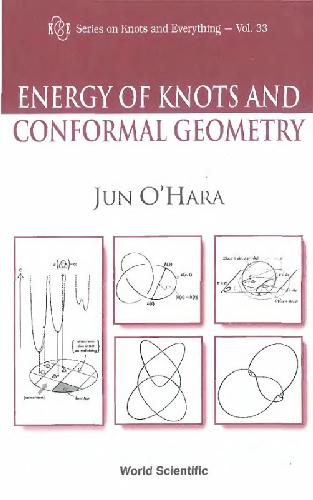 K&E Series on Knots and Everything – Vol. 33
ENERGY OF KNOTS AND
CONFORMAL GEOMETRY
JUN O'HARA
World Scientific